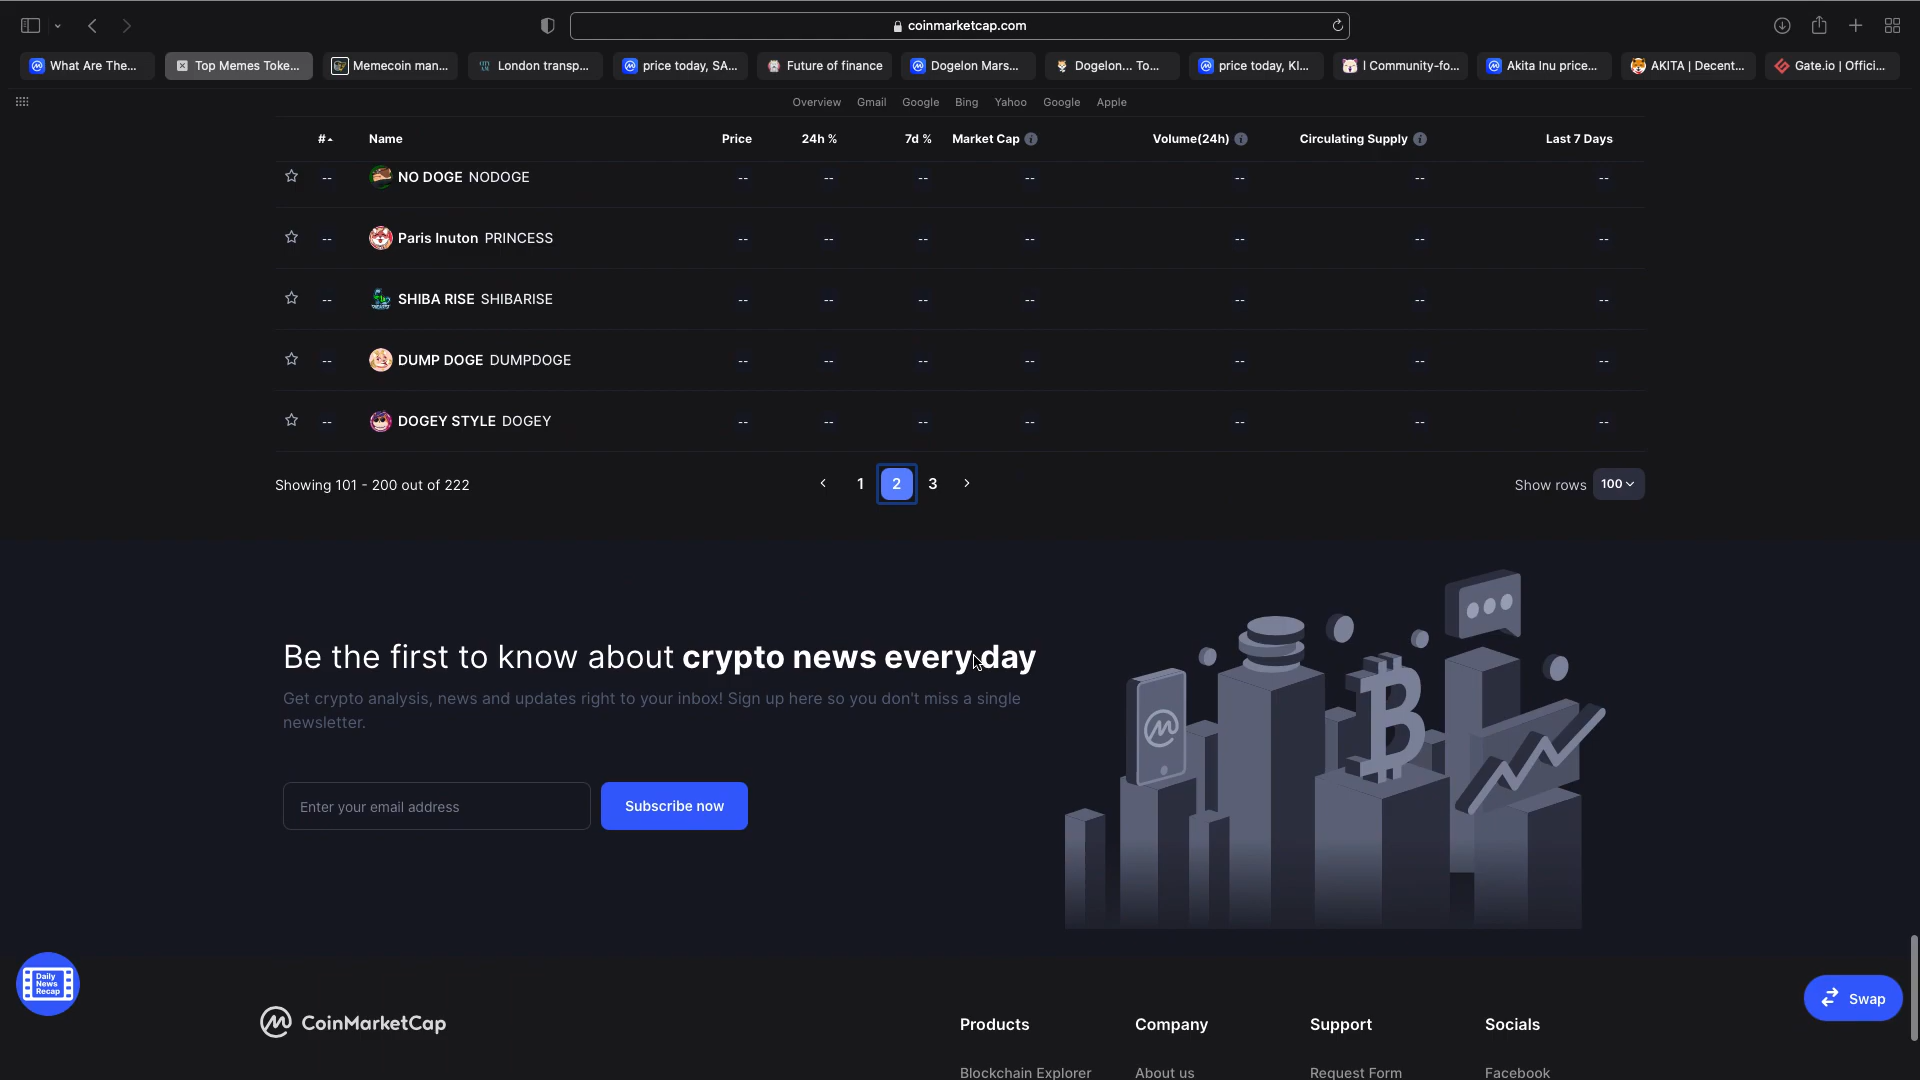 coinmarketcap.com
What Are The...
Top Memes Toke...
Memecoin man...
London transp...
price today, SA...
Future of finance
Dogelon Mars...
Dogelon... To...
price today, KI...
I Community-fo...
Akita Inu price...
AKITA | Decent...
Gate.io | Offici...
Overview Gmail Google Bing Yahoo Google Apple
# Name Price 24h % 7d % Market Cap Volume(24h) Circulating Supply Last 7 Days
-- NO DOGE NODOGE -- -- -- -- -- -- --
-- Paris Inuton PRINCESS -- -- -- -- -- -- --
-- SHIBA RISE SHIBARISE -- -- -- -- -- -- --
-- DUMP DOGE DUMPDOGE -- -- -- -- -- -- --
-- DOGEY STYLE DOGEY -- -- -- -- -- -- --
Showing 101 - 200 out of 222
1 2 3
Show rows 100
Be the first to know about crypto news every day
Get crypto analysis, news and updates right to your inbox! Sign up here so you don't miss a single
newsletter.
Enter your email address
Subscribe now
Daily
News
Recap
Swap
CoinMarketCap
Products Company Support Socials
Blockchain Explorer About us Request Form Facebook